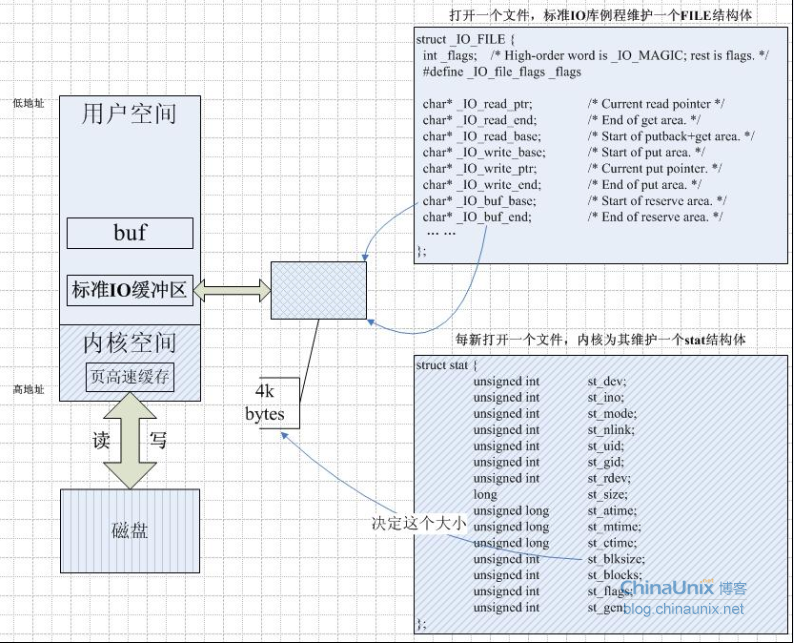 打开一个文件，标准IO库例程维护一个FILE结构体
struct _IO_FILE {
int _flags; /* High-order word is _IO_MAGIC; rest is flags. */
#define _IO_file_flags _flags
char* _IO_read_ptr; /* Current read pointer */
char* _IO_read_end; /* End of get area. */
char* _IO_read_base; /* Start of putback+get area. */
char* _IO_write_base; /* Start of put area. */
char* _IO_write_ptr; /* Current put pointer. */
char* _IO_write_end; /* End of put area. */
char* _IO_buf_base; /* Start of reserve area. */
char* _IO_buf_end; /* End of reserve area. */
... ...
};
低地址
用户空间
buf
标准IO缓冲区
内核空间
页高速缓存
高地址
读 写
磁盘
4k
bytes
决定这个大小
每新打开一个文件，内核为其维护一个stat结构体
struct stat {
unsigned int st_dev;
unsigned int st_ino;
unsigned int st_mode;
unsigned int st_nlink;
unsigned int st_uid;
unsigned int st_gid;
unsigned int st_rdev;
long st_size;
unsigned long st_atime;
unsigned long st_mtime;
unsigned long st_ctime;
unsigned int st_blksize;
unsigned int st_blocks;
unsigned int st_flags;
unsigned int st_gen;
};
ChinaUnix 博客
blog.chinaunix.net